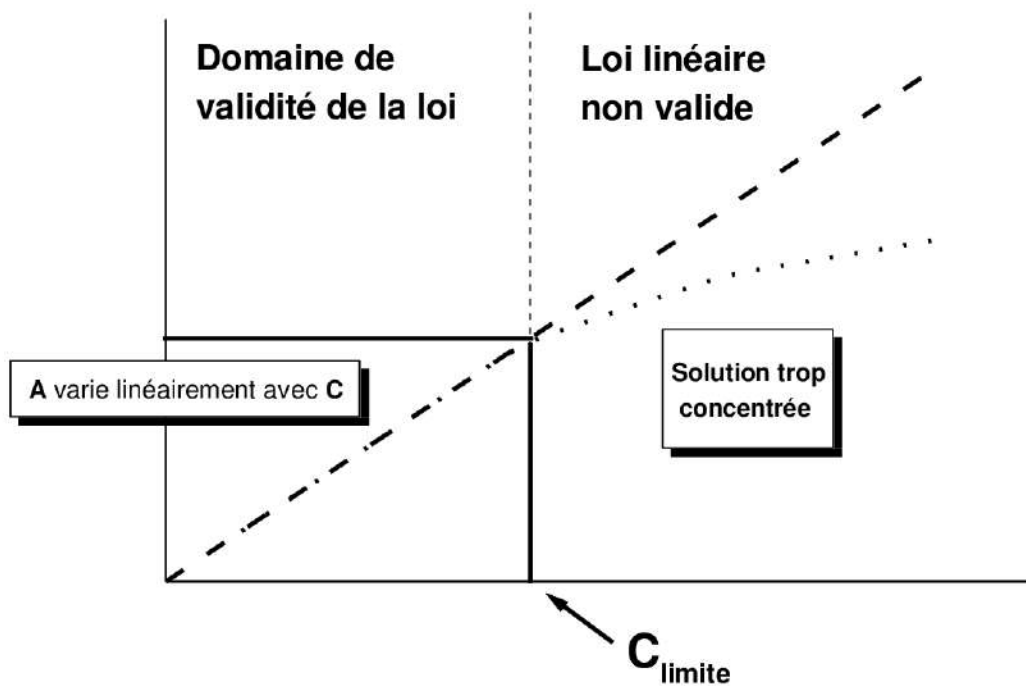 Domaine de
validité de la loi
Loi linéaire
non valide
A varie linéairement avec C
Solution trop
concentrée
C limite